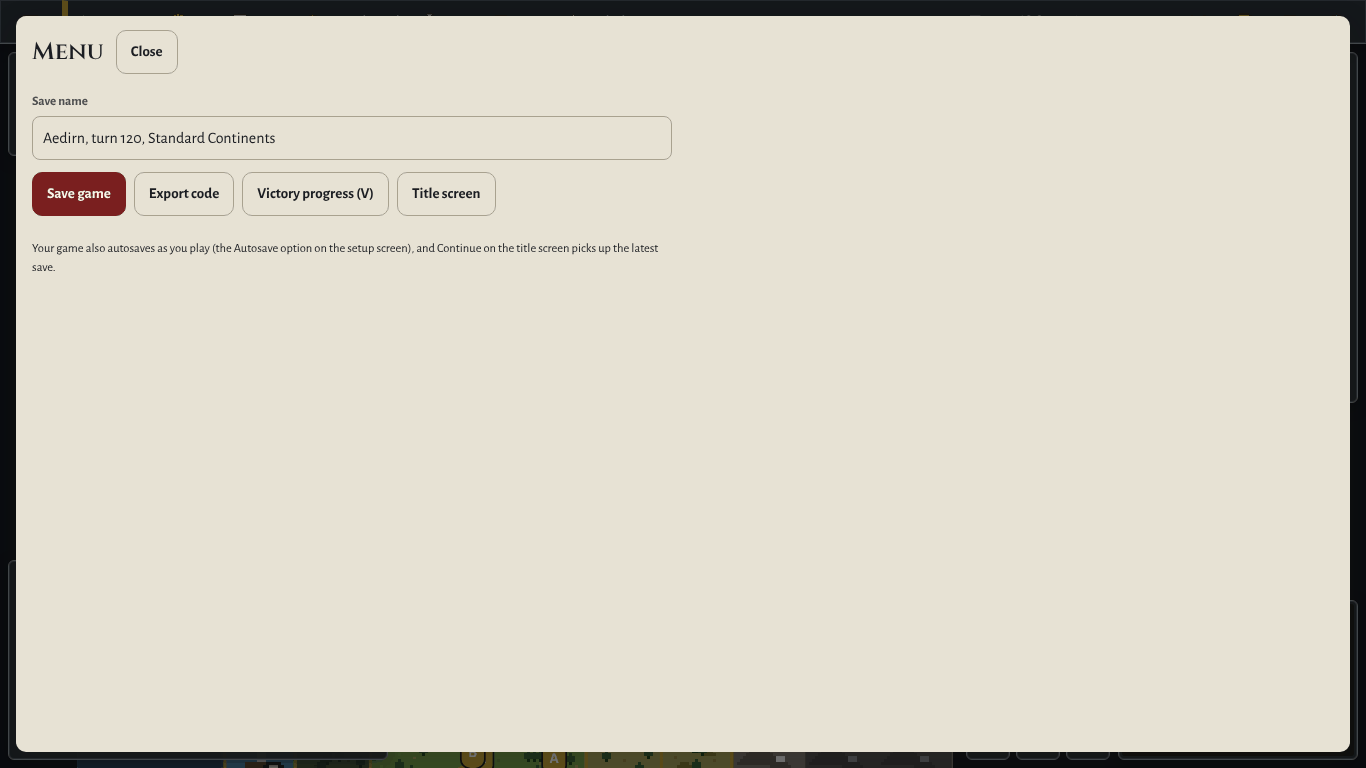 Menu
Close
Save name
Aedirn, turn 120, Standard Continents
Save game
Export code
Victory progress (V)
Title screen
Your game also autosaves as you play (the Autosave option on the setup screen), and Continue on the title screen picks up the latest
save.
A